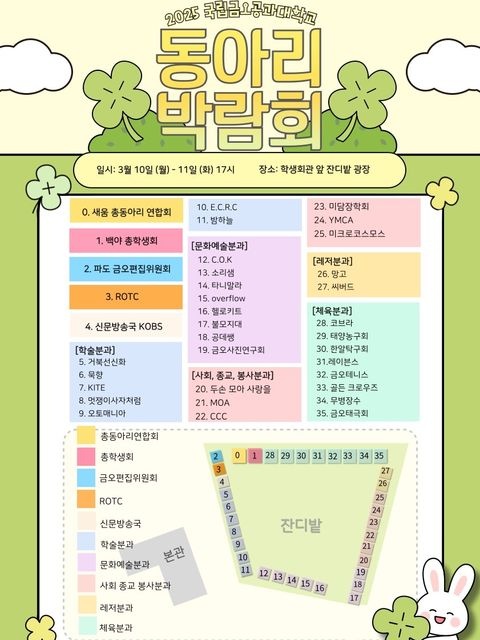 2025 국립금오공과대학교
동아리
박람회
일시: 3월 10일 (월) - 11일 (화) 17시
장소: 학생회관 앞 잔디밭 광장
0. 새움 총동아리 연합회
1. 백야 총학생회
2. 파도 금오편집위원회
3. ROTC
4. 신문방송국 KOBS
[학술분과]
5. 거북선신화
6. 묵향
7. KITE
8. 멋쟁이사자처럼
9. 오토매니아
10. E.C.R.C
11. 밤하늘
[문화예술분과]
12. C.O.K
13. 소리샘
14. 타니말라
15. overflow
16. 헬로키트
17. 불모지대
18. 공데쌩
19. 금오사진연구회
[사회, 종교, 봉사분과]
20. 두손 모아 사랑을
21. MOA
22. CCC
23. 미담장학회
24. YMCA
25. 미크로코스모스
[레저분과]
26. 망고
27. 씨버드
[체육분과]
28. 코브라
29. 태양농구회
30. 한알탁구회
31.레이븐스
32. 금오테니스
33. 골든 크로우즈
34. 무병장수
35. 금오태극회
총동아리연합회
총학생회
금오편집위원회
ROTC
신문방송국
학술분과
문화예술분과
사회 종교 봉사분과
레저분과
체육분과
본관
잔디밭
2 0 1 28 29 30 31 32 33 34 35
3
4
5
6
7
8
9
10
11
12 13 14 15 16
27
26
25
24
23
22
21
20
19
18
17